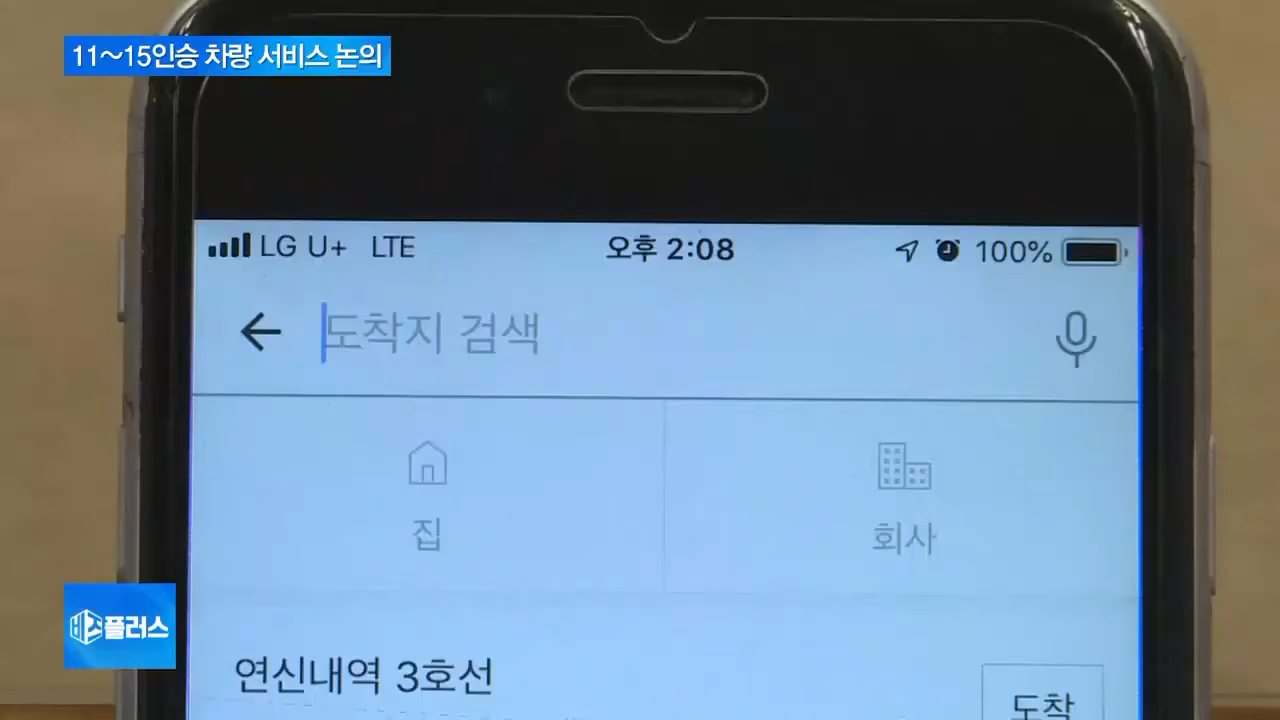 11~15인승 차량 서비스 논의
LG U+ LTE 오후 2:08 100%
도착지 검색
집 회사
연신내역 3호선 도착
비즈플러스